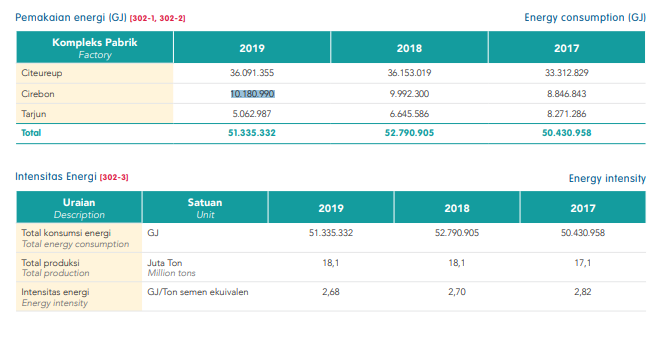 Pemakaian energi (GJ) [302-1, 302-2] Energy consumption (GJ)
Kompleks Pabrik
Factory
2019 2018 2017
Citeureup 36.091.355 36.153.019 33.312.829
Cirebon 10.180.990 9.992.300 8.846.843
Tarjun 5.062.987 6.645.586 8.271.286
Total 51.335.332 52.790.905 50.430.958
Intensitas Energi [302-3] Energy intensity
Uraian
Description
Satuan
Unit
2019 2018 2017
Total konsumsi energi GJ 51.335.332 52.790.905 50.430.958
Total energy consumption
Total produksi Juta Ton 18,1 18,1 17,1
Total production Million tons
Intensitas energi GJ/Ton semen ekuivalen 2,68 2,70 2,82
Energy intensity